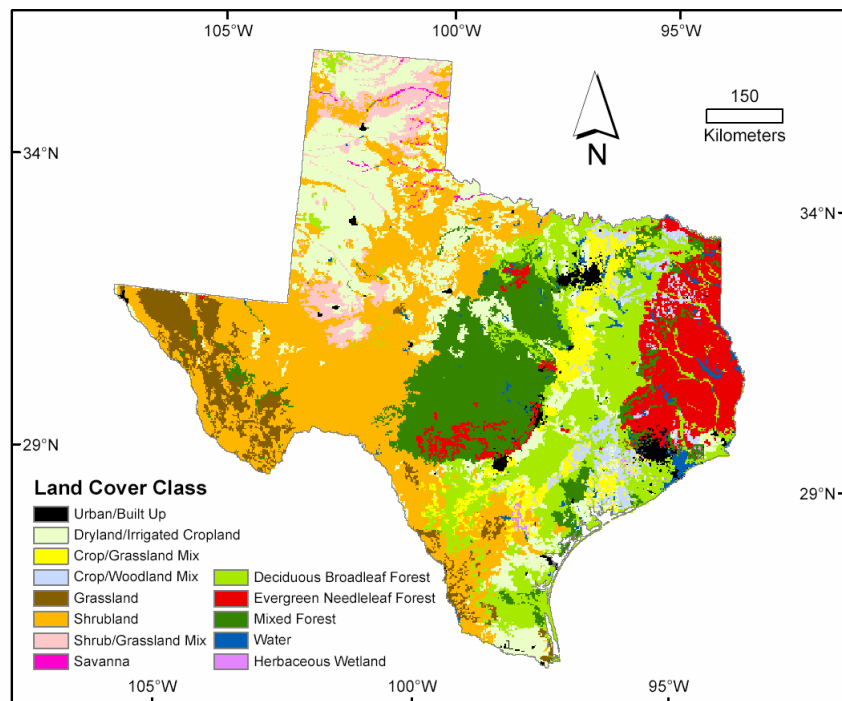 105°W
100°W
95°W
150
Kilometers
N
34°N
34°N
29°N
29°N
Land Cover Class
Urban/Built Up
Dryland/Irrigated Cropland
Crop/Grassland Mix
Crop/Woodland Mix
Grassland
Shrubland
Shrub/Grassland Mix
Savanna
Deciduous Broadleaf Forest
Evergreen Needleleaf Forest
Mixed Forest
Water
Herbaceous Wetland
105°W
100°W
95°W